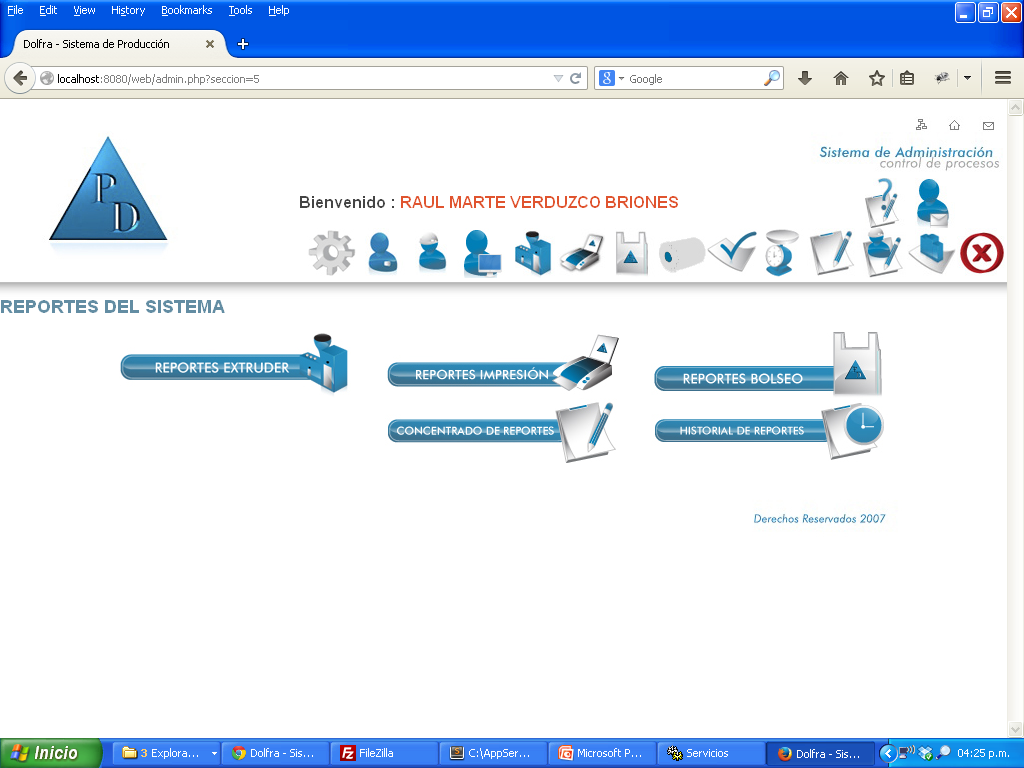 File Edit View History Bookmarks Tools Help
Dolfra - Sistema de Producción
localhost:8080/web/admin.php?seccion=5
Google
Sistema de Administración
control de procesos
PD
Bienvenido : RAUL MARTE VERDUZCO BRIONES
REPORTES DEL SISTEMA
REPORTES EXTRUDER
REPORTES IMPRESIÓN
REPORTES BOLSEO
CONCENTRADO DE REPORTES
HISTORIAL DE REPORTES
Derechos Reservados 2007
Inicio
3 Explora...
Dolfra - Sis...
FileZilla
C:\AppSer...
Microsoft P...
Servicios
Dolfra - Sis...
04:25 p.m.